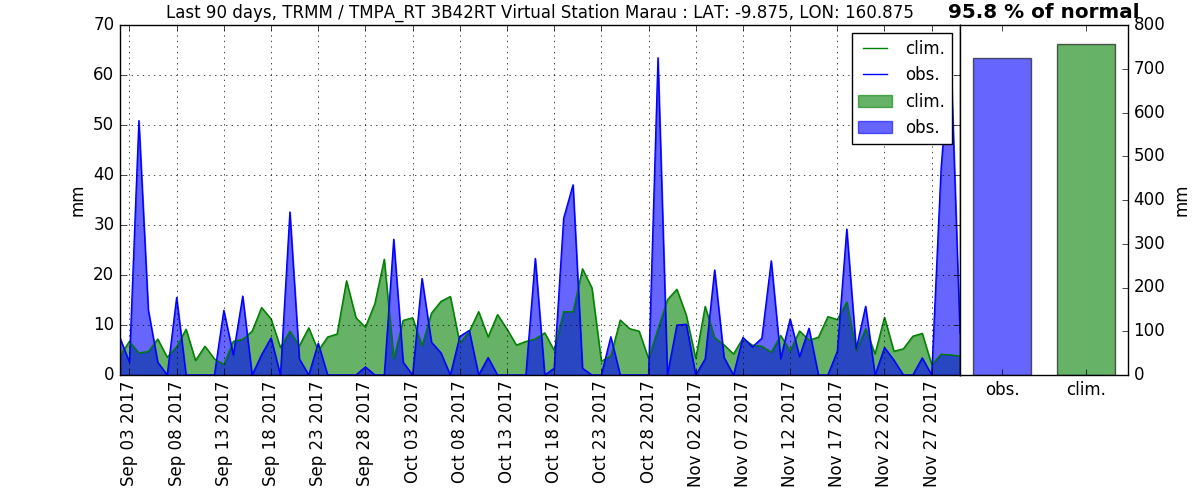 Last 90 days, TRMM / TMPA_RT 3B42RT Virtual Station Marau : LAT: -9.875, LON: 160.875
95.8 % of normal
70
60
50
40
30
20
10
0
mm
clim.
obs.
clim.
obs.
800
700
600
500
400
300
200
100
0
mm
Sep 03 2017
Sep 08 2017
Sep 13 2017
Sep 18 2017
Sep 23 2017
Sep 28 2017
Oct 03 2017
Oct 08 2017
Oct 13 2017
Oct 18 2017
Oct 23 2017
Oct 28 2017
Nov 02 2017
Nov 07 2017
Nov 12 2017
Nov 17 2017
Nov 22 2017
Nov 27 2017
obs.
clim.